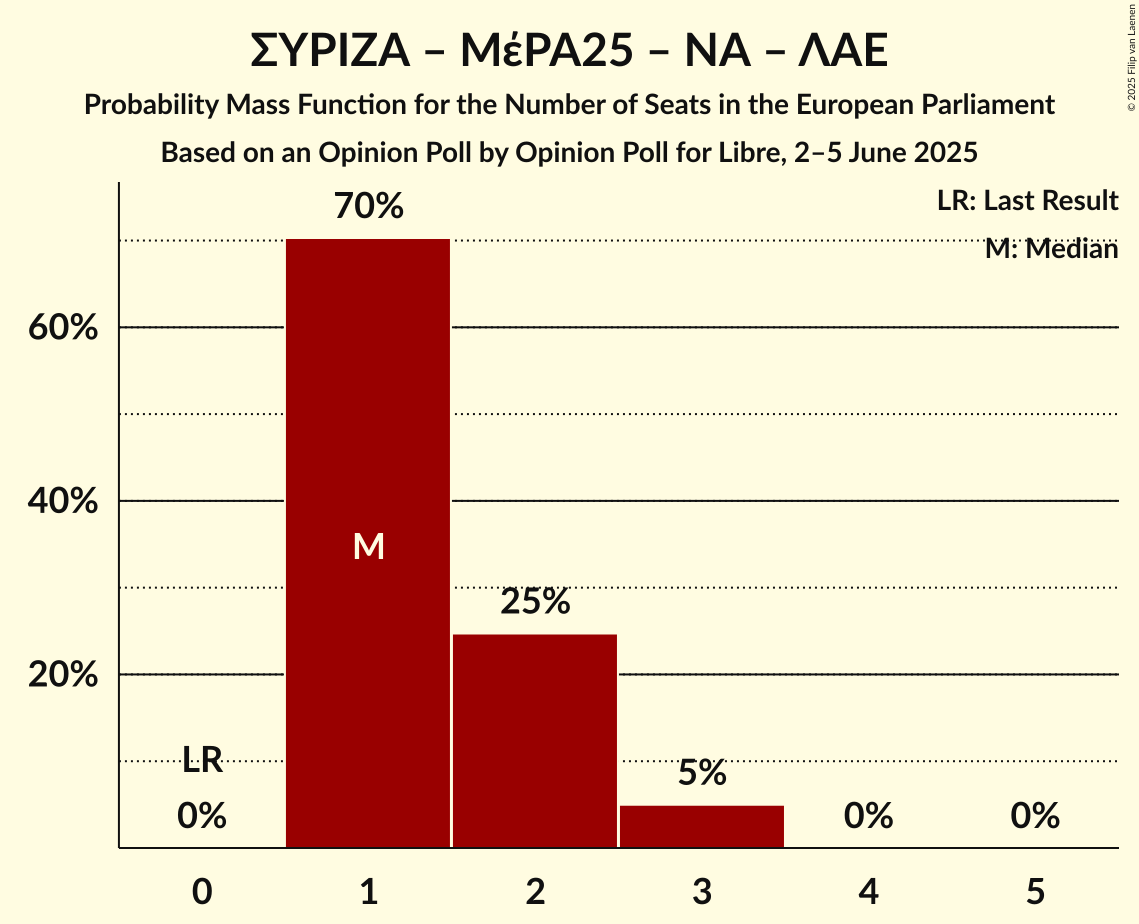 ΣΥΡΙΖΑ – ΜέΡΑ25 – ΝΑ – ΛΑΕ
Probability Mass Function for the Number of Seats in the European Parliament
Based on an Opinion Poll by Opinion Poll for Libre, 2–5 June 2025
© 2025 Filip van Laenen
LR: Last Result
M: Median
70%
60%
40%
M
25%
20%
LR
5%
0%
0%
0%
0 1 2 3 4 5